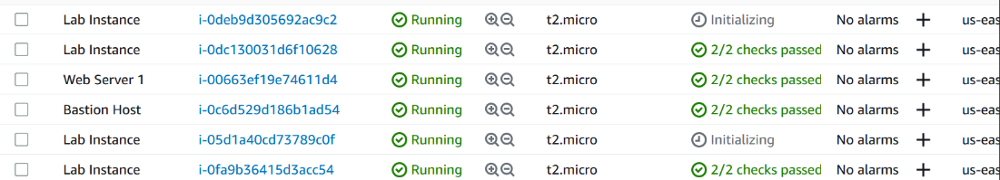 Lab Instance i-0deb9d305692ac9c2 Running t2.micro Initializing No alarms + us-eas
Lab Instance i-0dc130031d6f10628 Running t2.micro 2/2 checks passed No alarms + us-eas
Web Server 1 i-00663ef19e74611d4 Running t2.micro 2/2 checks passed No alarms + us-eas
Bastion Host i-0c6d529d186b1ad54 Running t2.micro 2/2 checks passed No alarms + us-eas
Lab Instance i-05d1a40cd73789c0f Running t2.micro Initializing No alarms + us-eas
Lab Instance i-0fa9b36415d3acc54 Running t2.micro 2/2 checks passed No alarms + us-eas